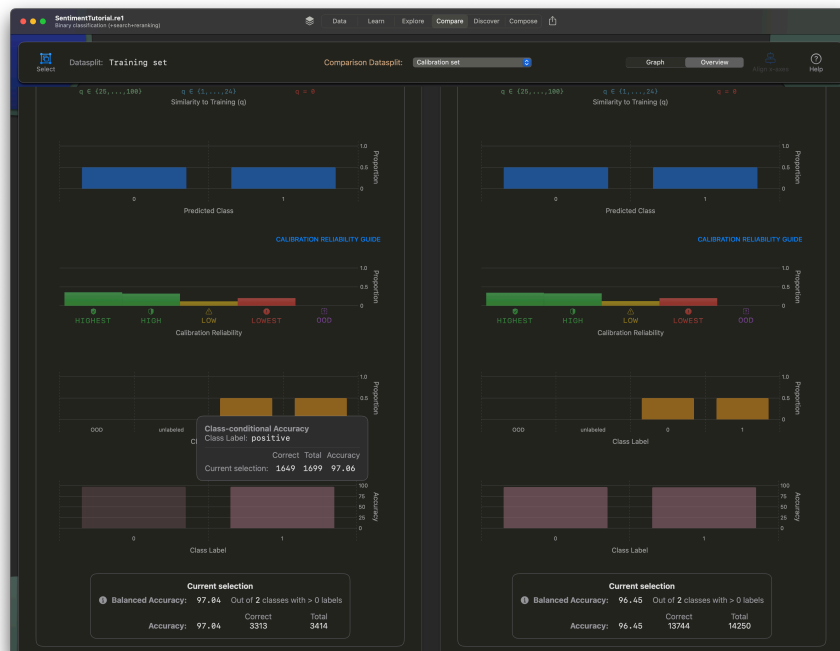 SentimentTutorial.re1
Binary classification (+search+reranking)
Data Learn Explore Compare Discover Compose
Select
Datasplit: Training set
Comparison Datasplit: Calibration set
Graph Overview
Align x-axes
Help
q ∈ {25,...,100} q ∈ {1,...,24} q = 0
Similarity to Training (q)
1.0
0.5
0
Proportion
0 1
Predicted Class
CALIBRATION RELIABILITY GUIDE
1.0
0.5
0
Proportion
HIGHEST HIGH LOW LOWEST OOD
Calibration Reliability
1.0
0.5
Proportion
OOD unlabeled
Class-conditional Accuracy
Class Label: positive
Correct Total Accuracy
Current selection: 1649 1699 97.06
100
75
50
25
0
Accuracy
0 1
Class Label
Current selection
Balanced Accuracy: 97.04 Out of 2 classes with > 0 labels
Correct Total
Accuracy: 97.04 3313 3414
q ∈ {25,...,100} q ∈ {1,...,24} q = 0
Similarity to Training (q)
1.0
0.5
0
Proportion
0 1
Predicted Class
CALIBRATION RELIABILITY GUIDE
1.0
0.5
0
Proportion
HIGHEST HIGH LOW LOWEST OOD
Calibration Reliability
1.0
0.5
0
Proportion
OOD unlabeled 0 1
Class Label
100
75
50
25
0
Accuracy
0 1
Class Label
Current selection
Balanced Accuracy: 96.45 Out of 2 classes with > 0 labels
Correct Total
Accuracy: 96.45 13744 14250